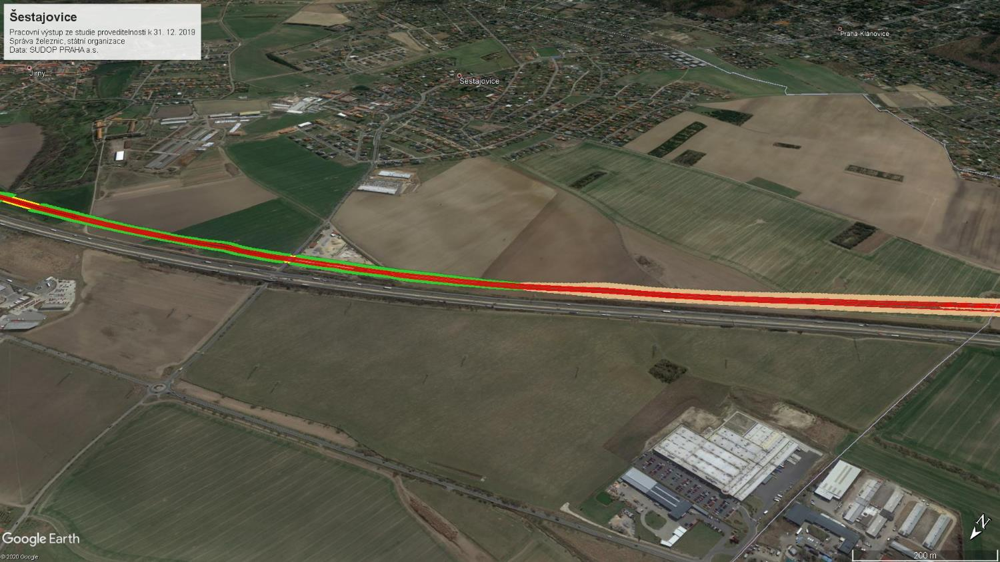 Šestajovice
Pracovní výstup ze studie proveditelnosti k 31. 12. 2019
Správa železnic, státní organizace
Data: SUDOP PRAHA a.s.
Praha-Klánovice
Jirny
Šestajovice
N
Google Earth
© 2020 Google
200 m